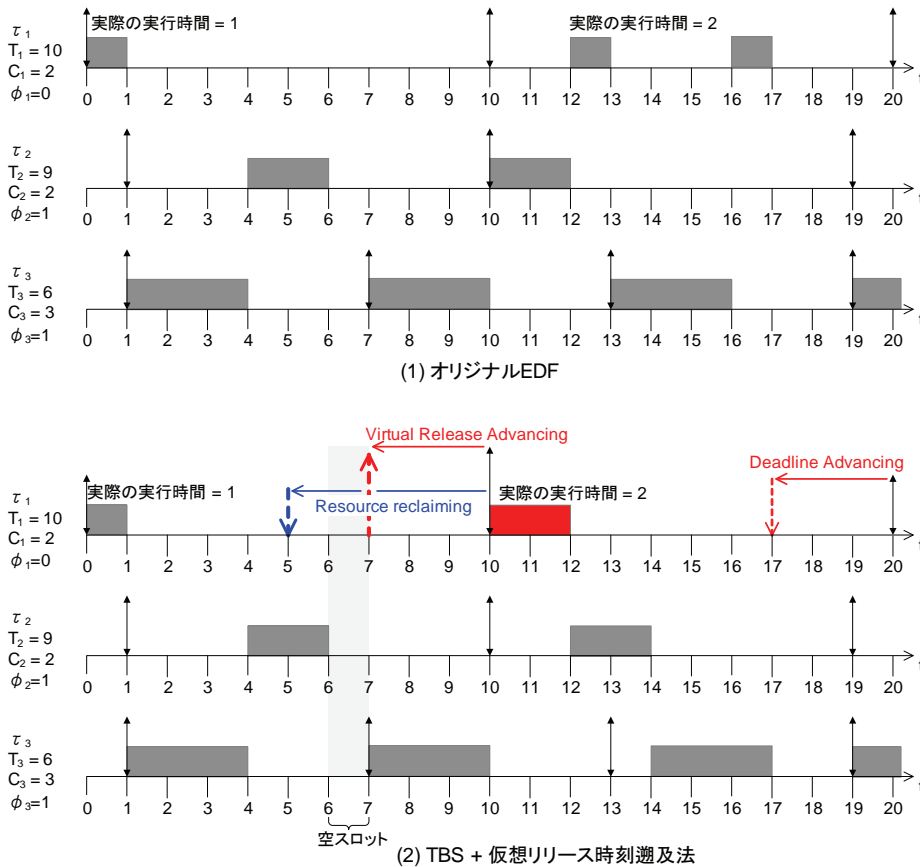 τ1
T1 = 10
C1 = 2
φ1=0
実際の実行時間 = 1
実際の実行時間 = 2
0 1 2 3 4 5 6 7 8 9 10 11 12 13 14 15 16 17 18 19 20
t
τ2
T2 = 9
C2 = 2
φ2=1
0 1 2 3 4 5 6 7 8 9 10 11 12 13 14 15 16 17 18 19 20
t
τ3
T3 = 6
C3 = 3
φ3=1
0 1 2 3 4 5 6 7 8 9 10 11 12 13 14 15 16 17 18 19 20
t
(1) オリジナルEDF
Virtual Release Advancing
Deadline Advancing
τ1
T1 = 10
C1 = 2
φ1=0
実際の実行時間 = 1
Resource reclaiming
実際の実行時間 = 2
0 1 2 3 4 5 6 7 8 9 10 11 12 13 14 15 16 17 18 19 20
t
τ2
T2 = 9
C2 = 2
φ2=1
0 1 2 3 4 5 6 7 8 9 10 11 12 13 14 15 16 17 18 19 20
t
τ3
T3 = 6
C3 = 3
φ3=1
0 1 2 3 4 5 6 7 8 9 10 11 12 13 14 15 16 17 18 19 20
t
空スロット
(2) TBS + 仮想リリース時刻遡及法